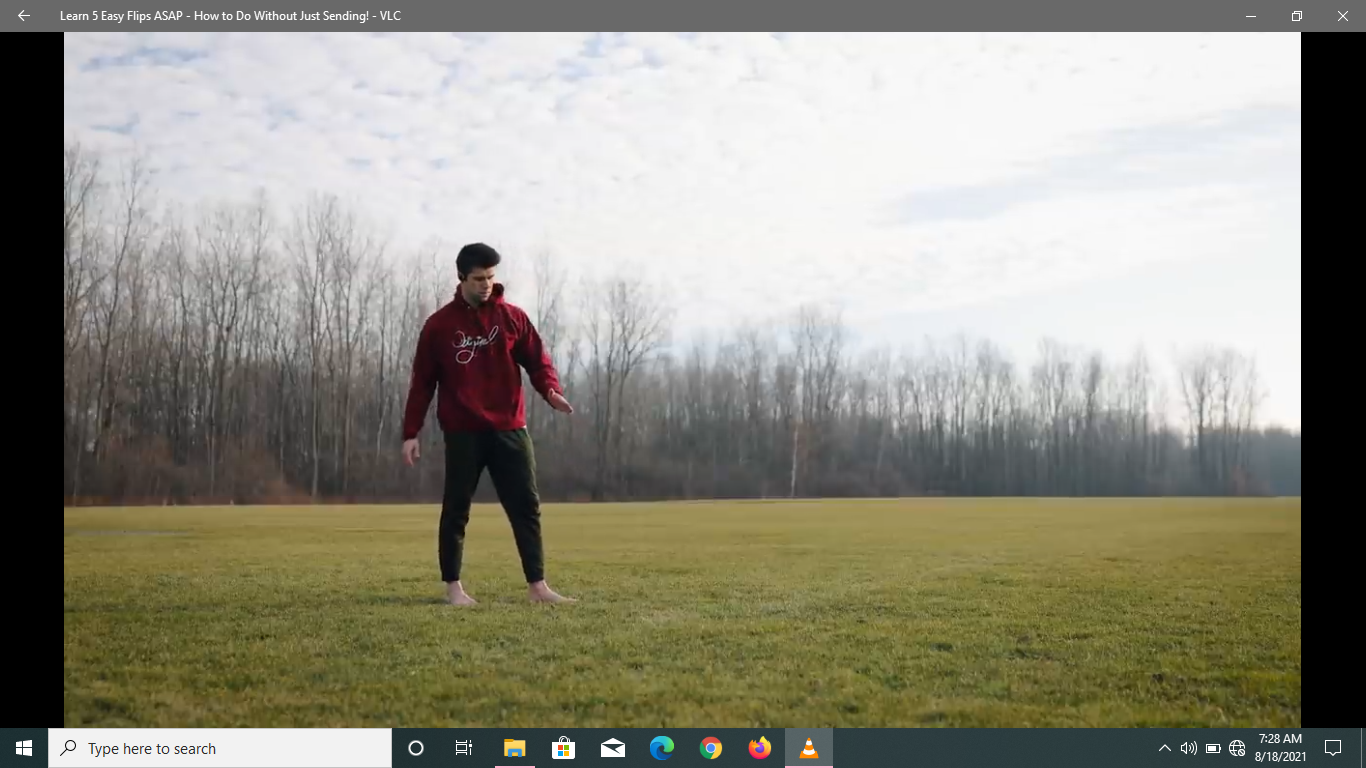 Learn 5 Easy Flips ASAP - How to Do Without Just Sending! - VLC
Type here to search
7:28 AM
8/18/2021